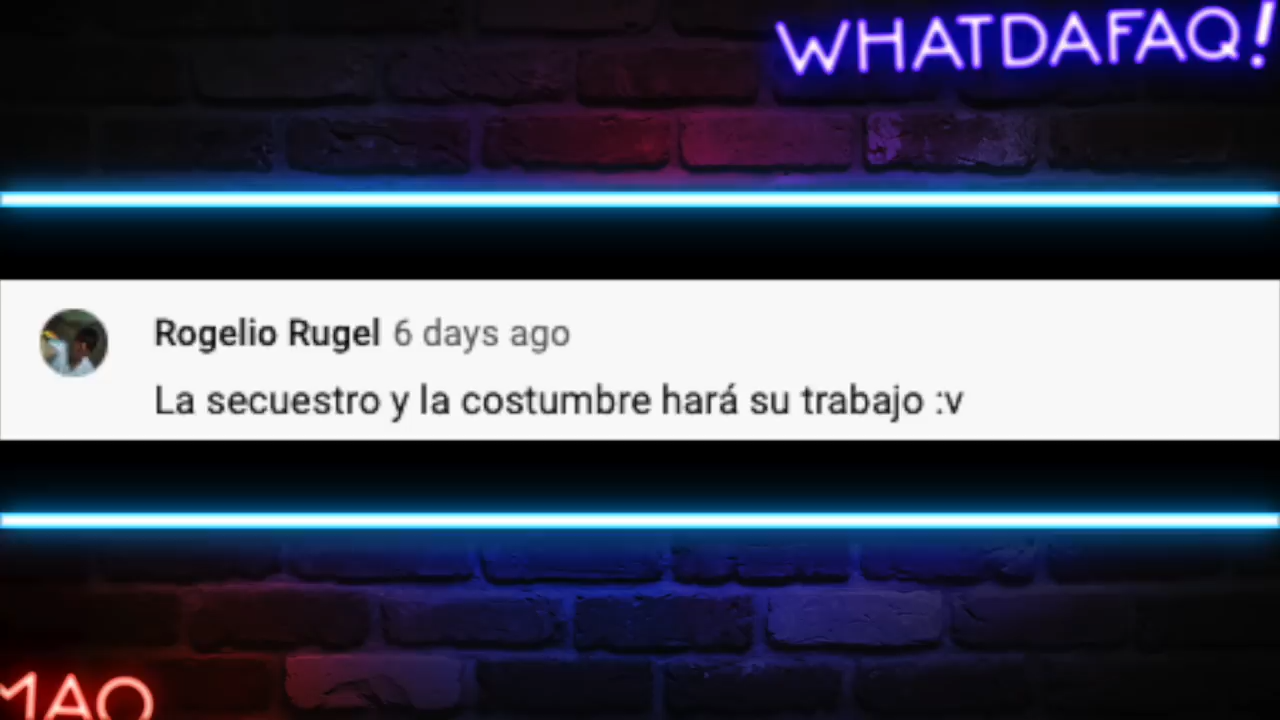 WHATDAFAQ!
Rogelio Rugel 6 days ago
La secuestro y la costumbre hará su trabajo :v
MAO